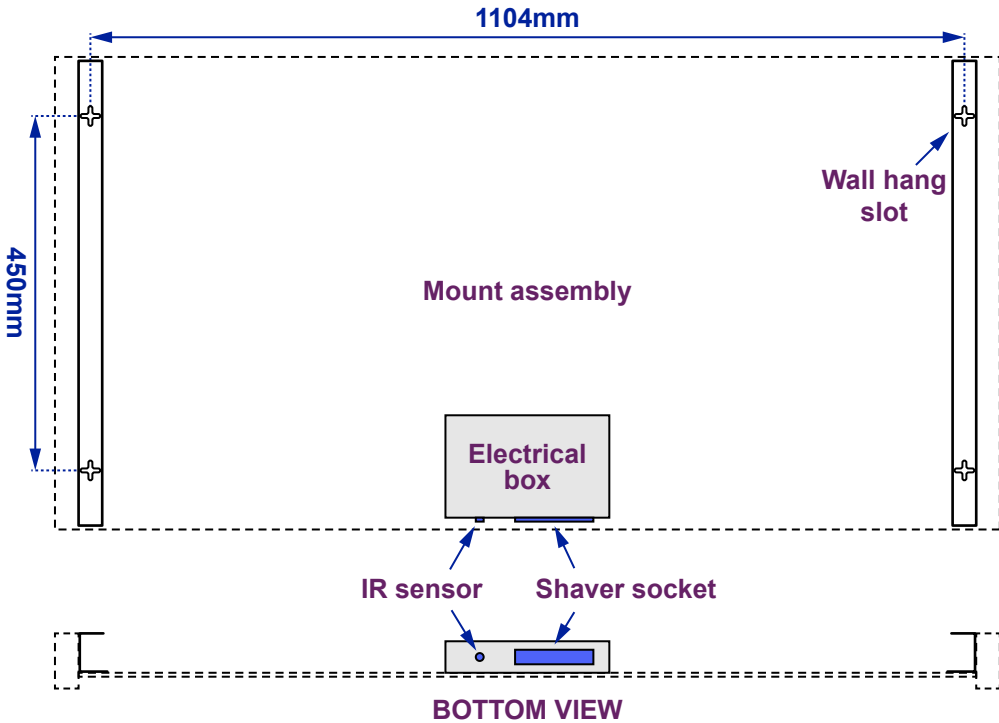 1104mm
Wall hang
slot
450mm
Mount assembly
Electrical
box
IR sensor
Shaver socket
BOTTOM VIEW